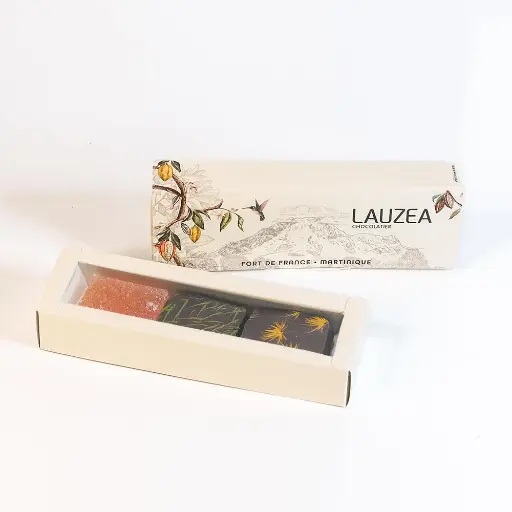 LAUZEA
CHOCOLATIER
FORT DE FRANCE - MARTINIQUE